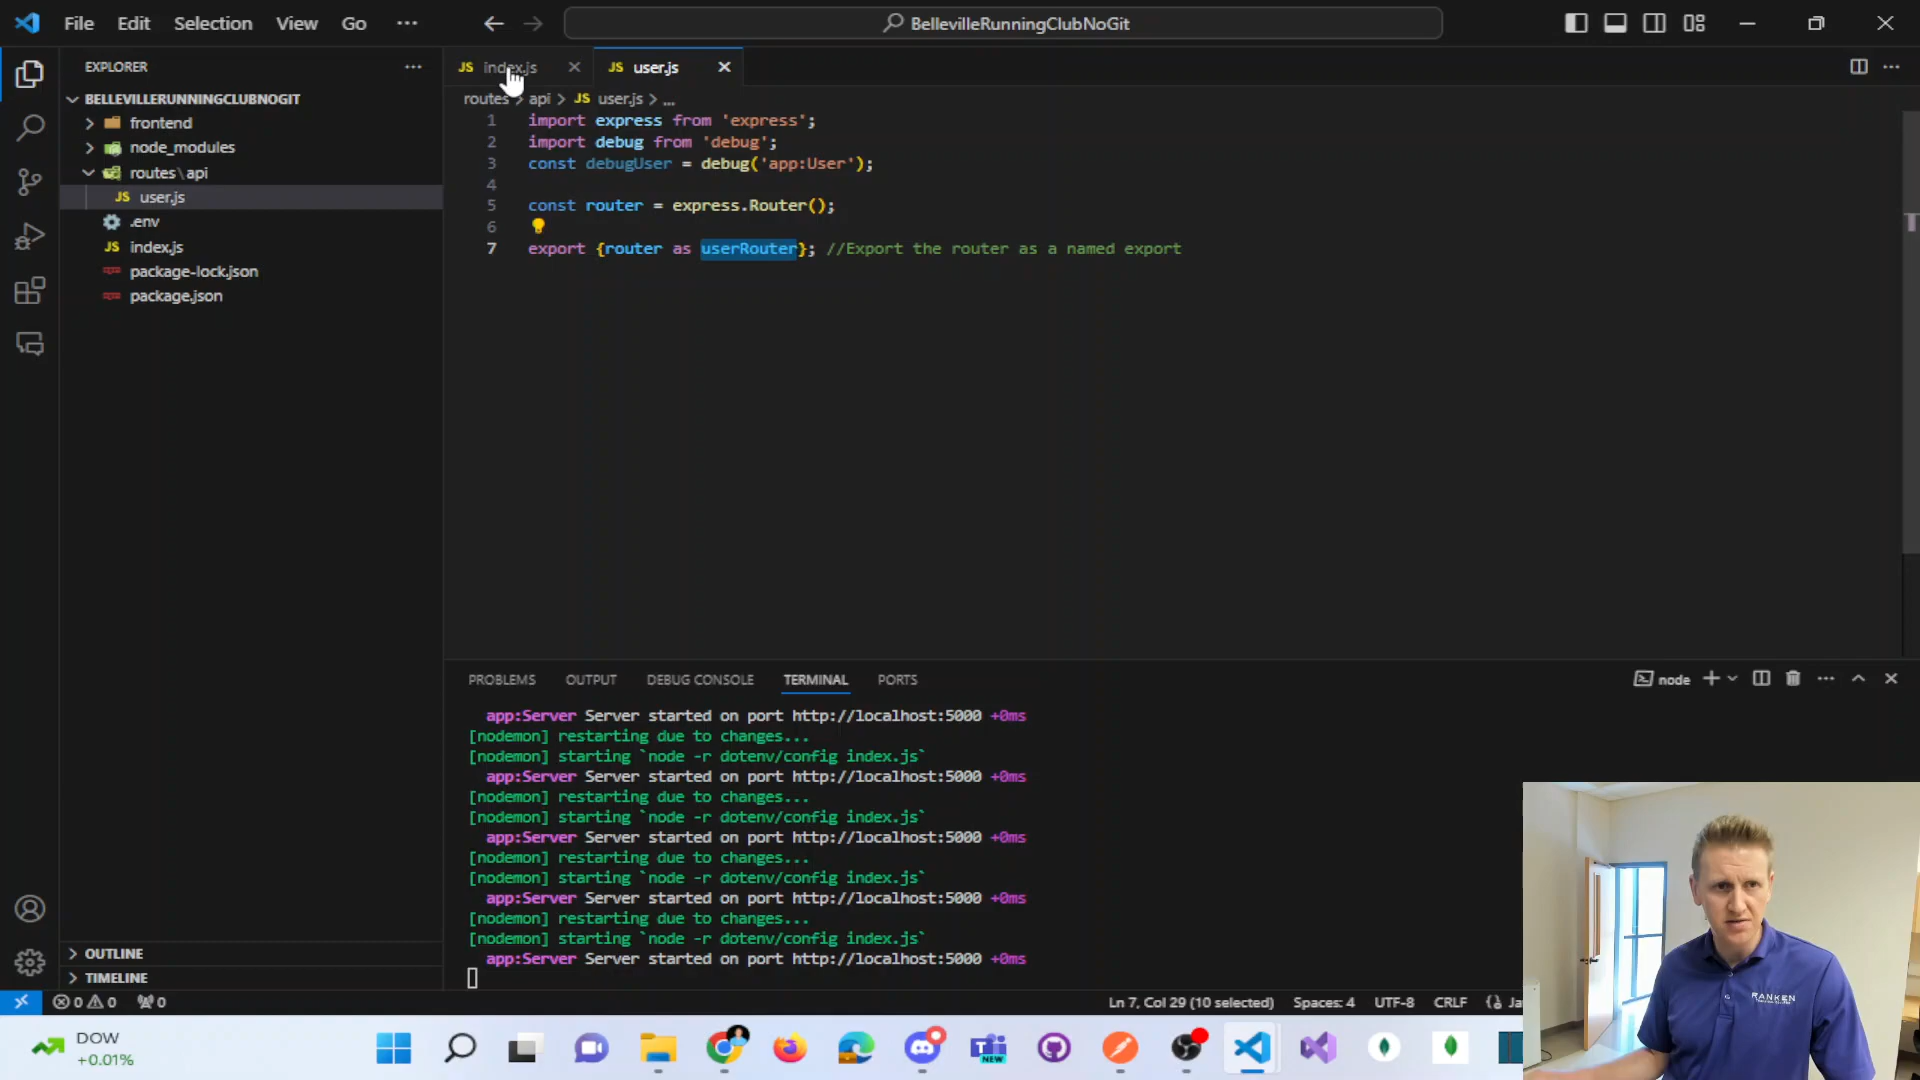 File Edit Selection View Go ··· BellevilleRunningClubNoGit
EXPLORER ···
JS index.js JS user.js
BELLEVILLERUNNINGCLUBNOGIT
routes > api > JS user.js > ...
frontend
node_modules
routes\api
JS user.js
.env
JS index.js
package-lock.json
package.json
1 import express from 'express';
2 import debug from 'debug';
3 const debugUser = debug('app:User');
4
5 const router = express.Router();
6
7 export {router as userRouter}; //Export the router as a named export
PROBLEMS OUTPUT DEBUG CONSOLE TERMINAL PORTS node
app:Server Server started on port http://localhost:5000 +0ms
[nodemon] restarting due to changes...
[nodemon] starting `node -r dotenv/config index.js`
app:Server Server started on port http://localhost:5000 +0ms
[nodemon] restarting due to changes...
[nodemon] starting `node -r dotenv/config index.js`
app:Server Server started on port http://localhost:5000 +0ms
[nodemon] restarting due to changes...
[nodemon] starting `node -r dotenv/config index.js`
app:Server Server started on port http://localhost:5000 +0ms
[nodemon] restarting due to changes...
[nodemon] starting `node -r dotenv/config index.js`
app:Server Server started on port http://localhost:5000 +0ms
OUTLINE
TIMELINE
0 0 0 Ln 7, Col 29 (10 selected) Spaces: 4 UTF-8 CRLF {} Ja
DOW
+0.01%
NEW
RANKEN